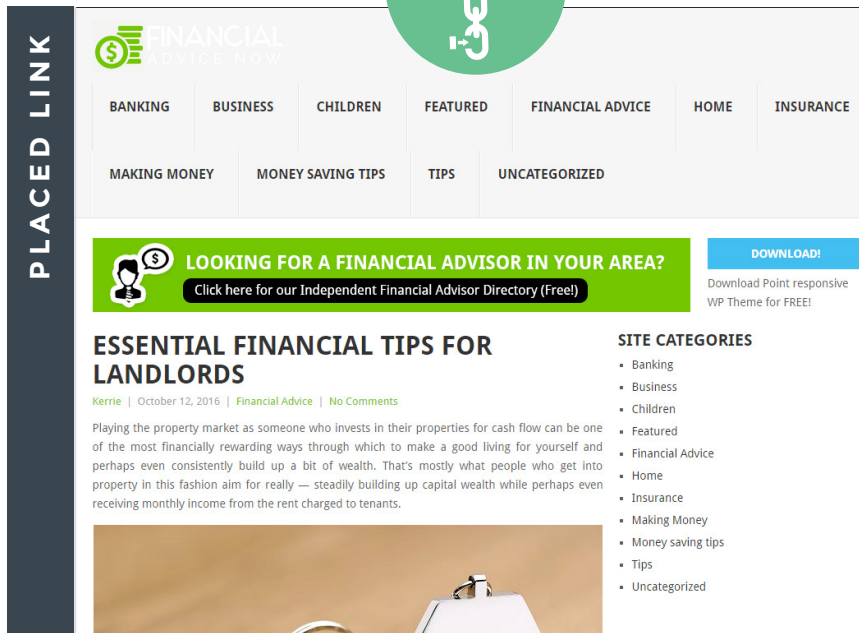 PLACED LINK
FINANCIAL
ADVICE NOW
BANKING BUSINESS CHILDREN FEATURED FINANCIAL ADVICE HOME INSURANCE
MAKING MONEY MONEY SAVING TIPS TIPS UNCATEGORIZED
LOOKING FOR A FINANCIAL ADVISOR IN YOUR AREA?
Click here for our Independent Financial Advisor Directory (Free!)
DOWNLOAD!
Download Point responsive
WP Theme for FREE!
ESSENTIAL FINANCIAL TIPS FOR
LANDLORDS
Kerrie | October 12, 2016 | Financial Advice | No Comments
Playing the property market as someone who invests in their properties for cash flow can be one
of the most financially rewarding ways through which to make a good living for yourself and
perhaps even consistently build up a bit of wealth. That's mostly what people who get into
property in this fashion aim for really — steadily building up capital wealth while perhaps even
receiving monthly income from the rent charged to tenants.
SITE CATEGORIES
Banking
Business
Children
Featured
Financial Advice
Home
Insurance
Making Money
Money saving tips
Tips
Uncategorized